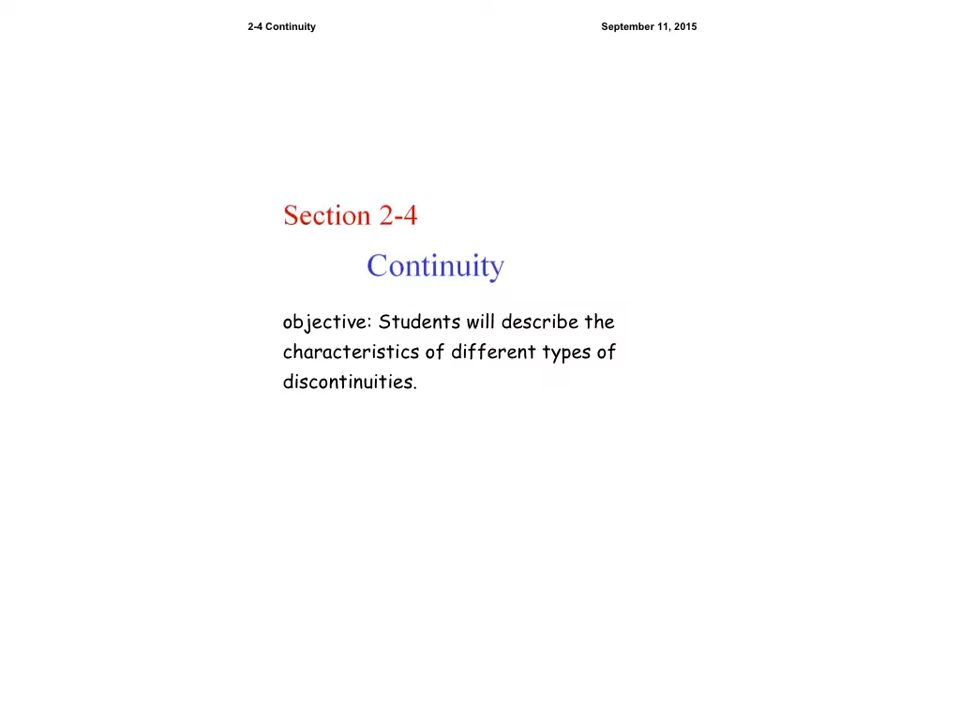 2-4 Continuity September 11, 2015
Section 2-4
Continuity
objective: Students will describe the
characteristics of different types of
discontinuities.